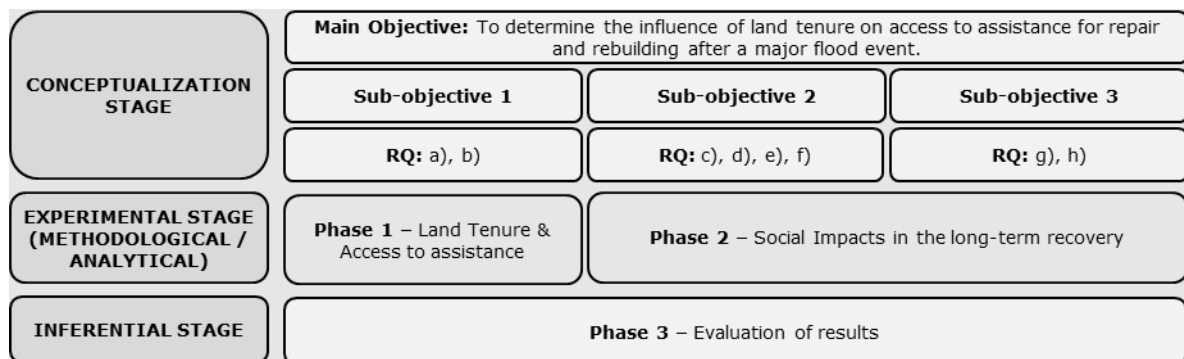 CONCEPTUALIZATION
STAGE
Main Objective: To determine the influence of land tenure on access to assistance for repair
and rebuilding after a major flood event.
Sub-objective 1
Sub-objective 2
Sub-objective 3
RQ: a), b)
RQ: c), d), e), f)
RQ: g), h)
EXPERIMENTAL STAGE
(METHODOLOGICAL /
ANALYTICAL)
Phase 1 – Land Tenure &
Access to assistance
Phase 2 – Social Impacts in the long-term recovery
INFERENTIAL STAGE
Phase 3 – Evaluation of results